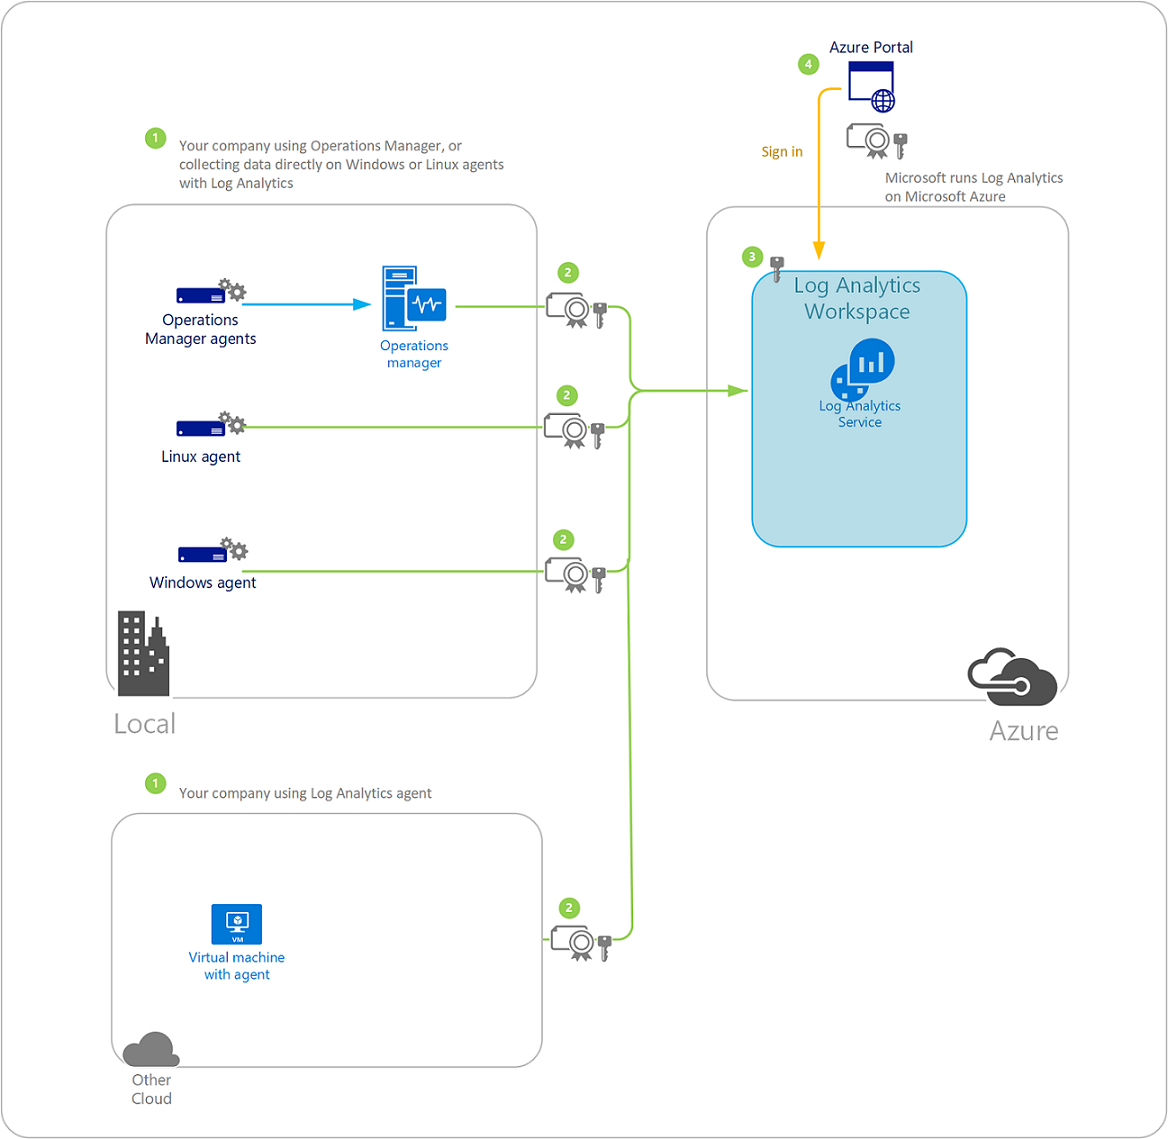 Azure Portal
4
1
Your company using Operations Manager, or
collecting data directly on Windows or Linux agents
with Log Analytics
Sign in
Microsoft runs Log Analytics
on Microsoft Azure
3
2
Log Analytics
Workspace
Operations
Manager agents
Operations
manager
2
Log Analytics
Service
Linux agent
2
Windows agent
Local
Azure
1
Your company using Log Analytics agent
2
VM
Virtual machine
with agent
Other
Cloud